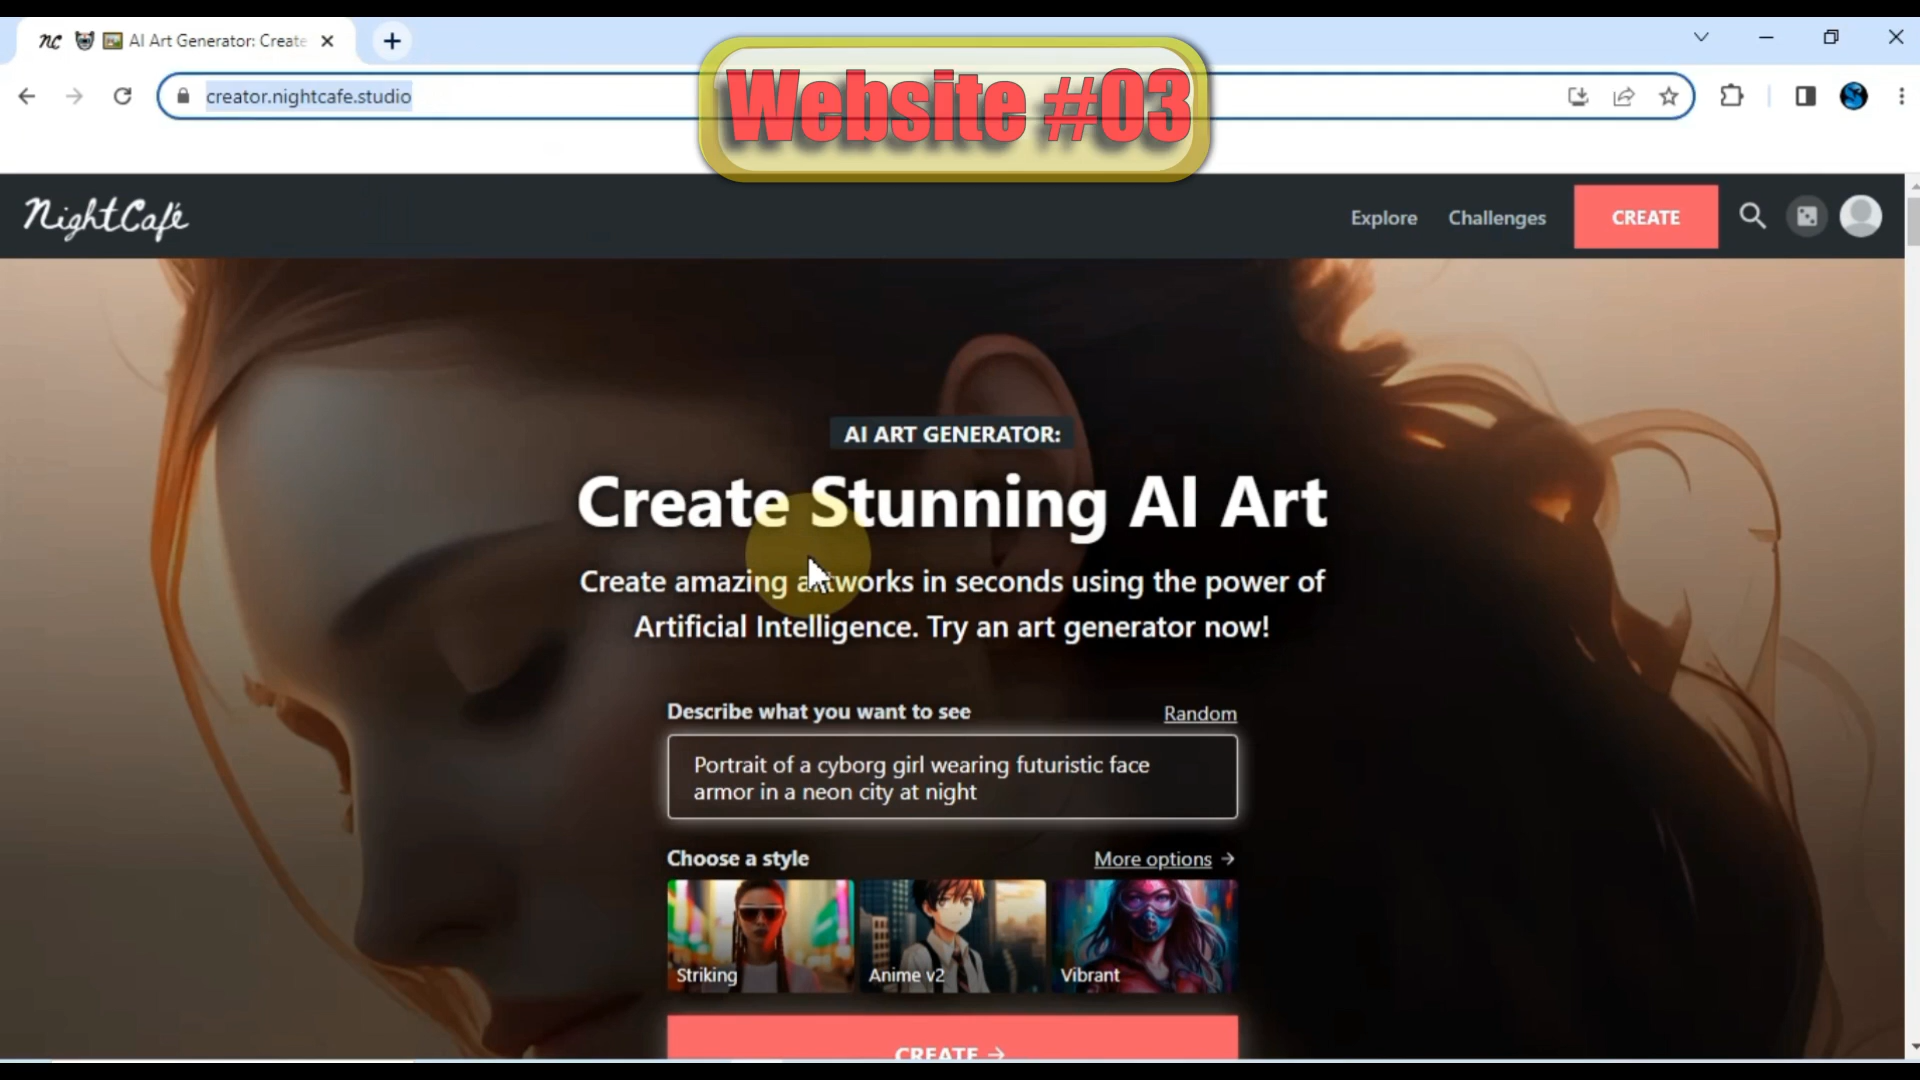 NC AI Art Generator: Create
creator.nightcafe.studio
Website #03
NightCafé
Explore
Challenges
CREATE
AI ART GENERATOR:
Create Stunning AI Art
Create amazing artworks in seconds using the power of
Artificial Intelligence. Try an art generator now!
Describe what you want to see
Random
Portrait of a cyborg girl wearing futuristic face
armor in a neon city at night
Choose a style
More options →
Striking
Anime v2
Vibrant
CREATE →